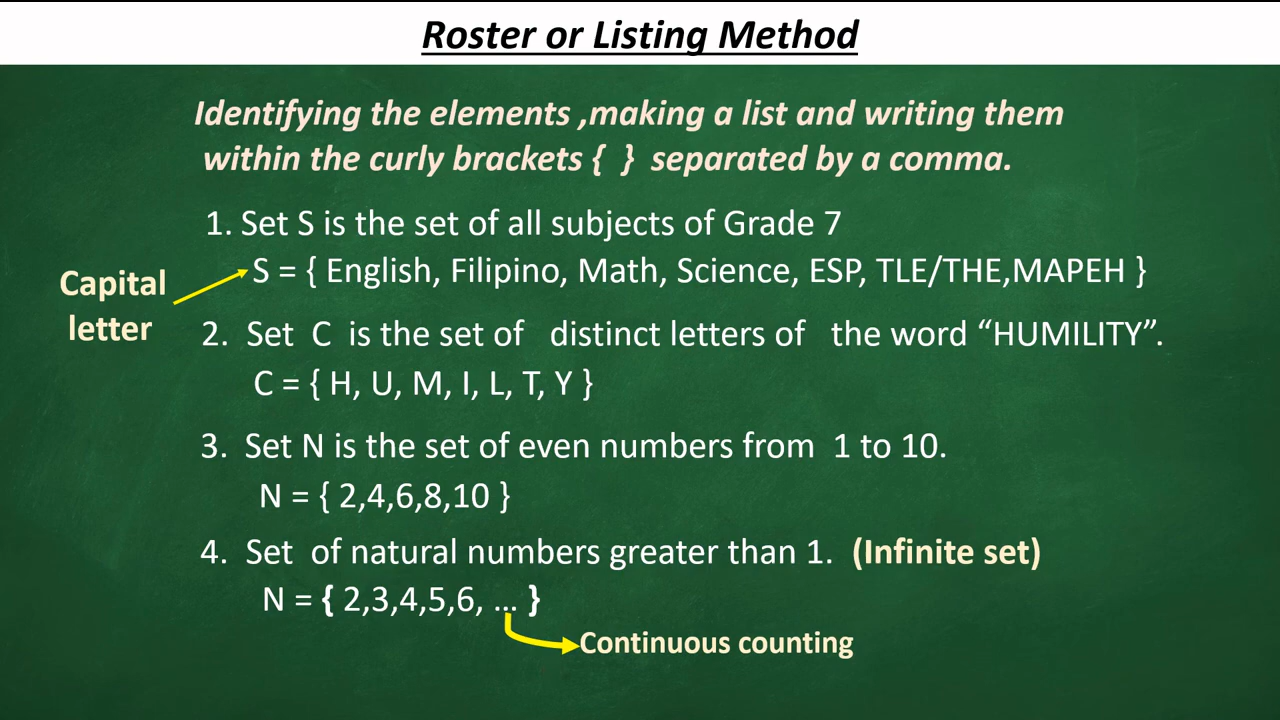 Roster or Listing Method
Identifying the elements ,making a list and writing them
within the curly brackets { } separated by a comma.
1. Set S is the set of all subjects of Grade 7
S = { English, Filipino, Math, Science, ESP, TLE/THE,MAPEH }
Capital
letter
2. Set C is the set of distinct letters of the word “HUMILITY”.
C = { H, U, M, I, L, T, Y }
3. Set N is the set of even numbers from 1 to 10.
N = { 2,4,6,8,10 }
4. Set of natural numbers greater than 1. (Infinite set)
N = { 2,3,4,5,6, ... }
Continuous counting